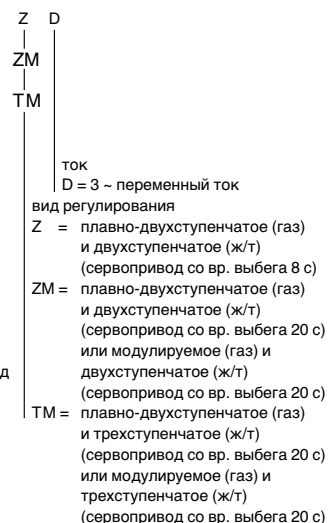 Z D
ZM
TM
ток
D = 3 ~ переменный ток
вид регулирования
Z = плавно-двухступенчатое (газ)
и двухступенчатое (ж/т)
(сервопривод со вр. выбега 8 с)
ZM = плавно-двухступенчатое (газ)
и двухступенчатое (ж/т)
(сервопривод со вр. выбега 20 с)
или модулируемое (газ) и
д двухступенчатое (ж/т)
(сервопривод со вр. выбега 20 с)
TM = плавно-двухступенчатое (газ)
и трехступенчатое (ж/т)
(сервопривод со вр. выбега 20 с)
или модулируемое (газ) и
трехступенчатое (ж/т)
(сервопривод со вр. выбега 20 с)